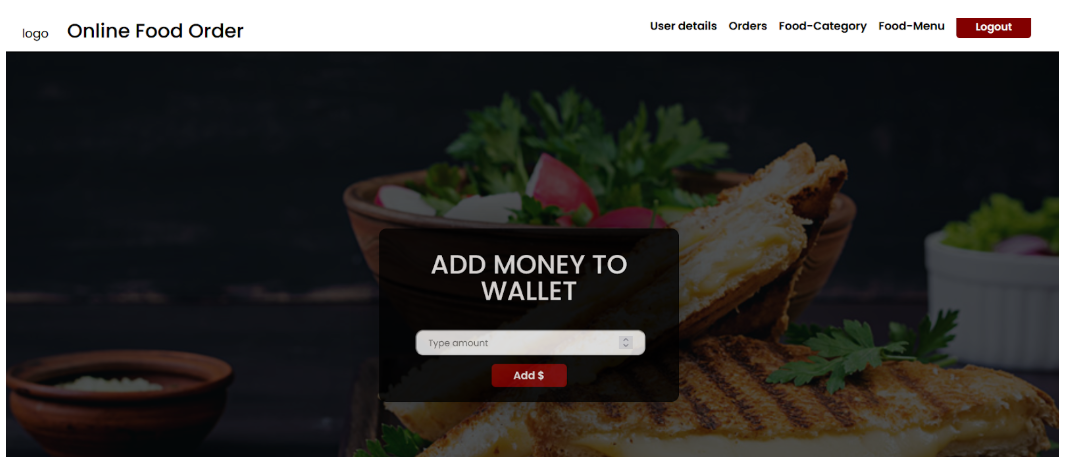 logo Online Food Order User details Orders Food-Category Food-Menu Logout
ADD MONEY TO
WALLET
Type amount
Add $